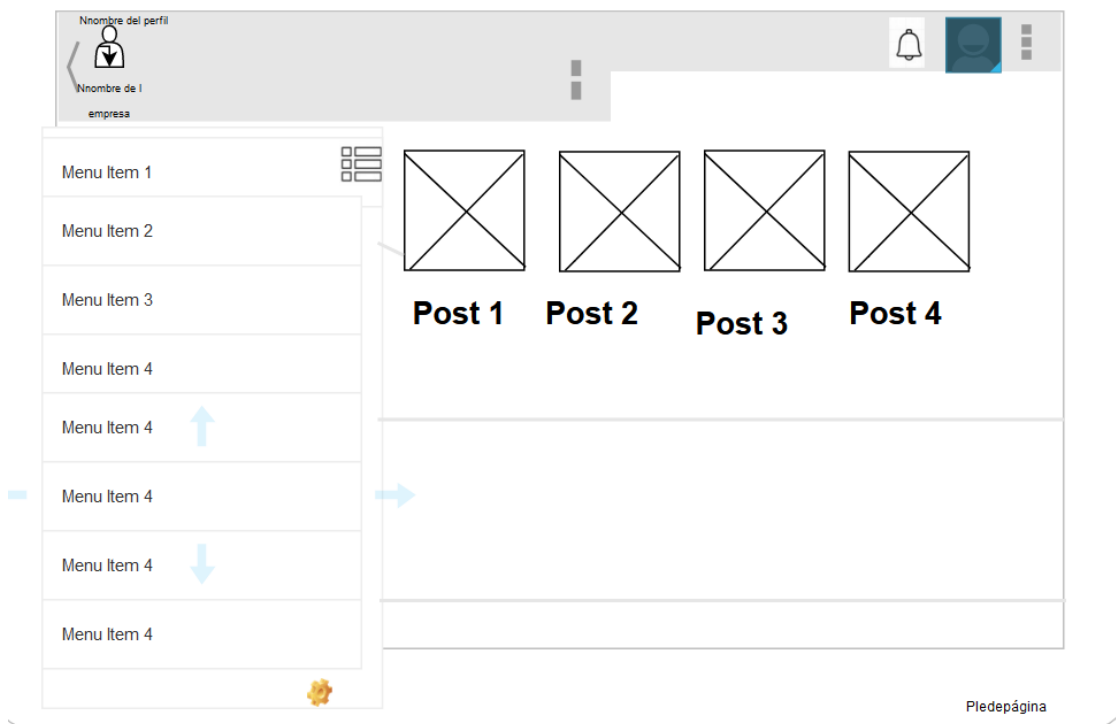 Nnombre del perfil
Nnombre de l
empresa
Menu Item 1
Menu Item 2
Menu Item 3
Menu Item 4
Menu Item 4
Menu Item 4
Menu Item 4
Menu Item 4
Post 1
Post 2
Post 3
Post 4
Pledepágina